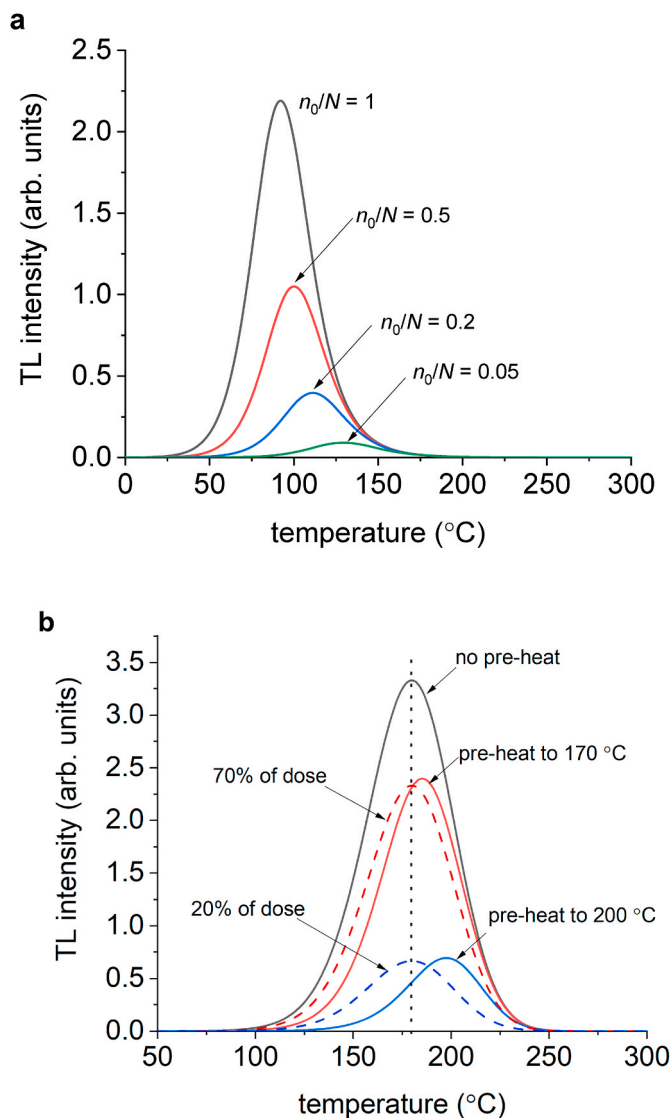 a
TL intensity (arb. units)
2.5
2.0
1.5
1.0
0.5
0.0
n₀/N = 1
n₀/N = 0.5
n₀/N = 0.2
n₀/N = 0.05
0 50 100 150 200 250 300
temperature (°C)
b
TL intensity (arb. units)
3.5
3.0
2.5
2.0
1.5
1.0
0.5
0.0
no pre-heat
pre-heat to 170 °C
70% of dose
20% of dose
pre-heat to 200 °C
50 100 150 200 250 300
temperature (°C)